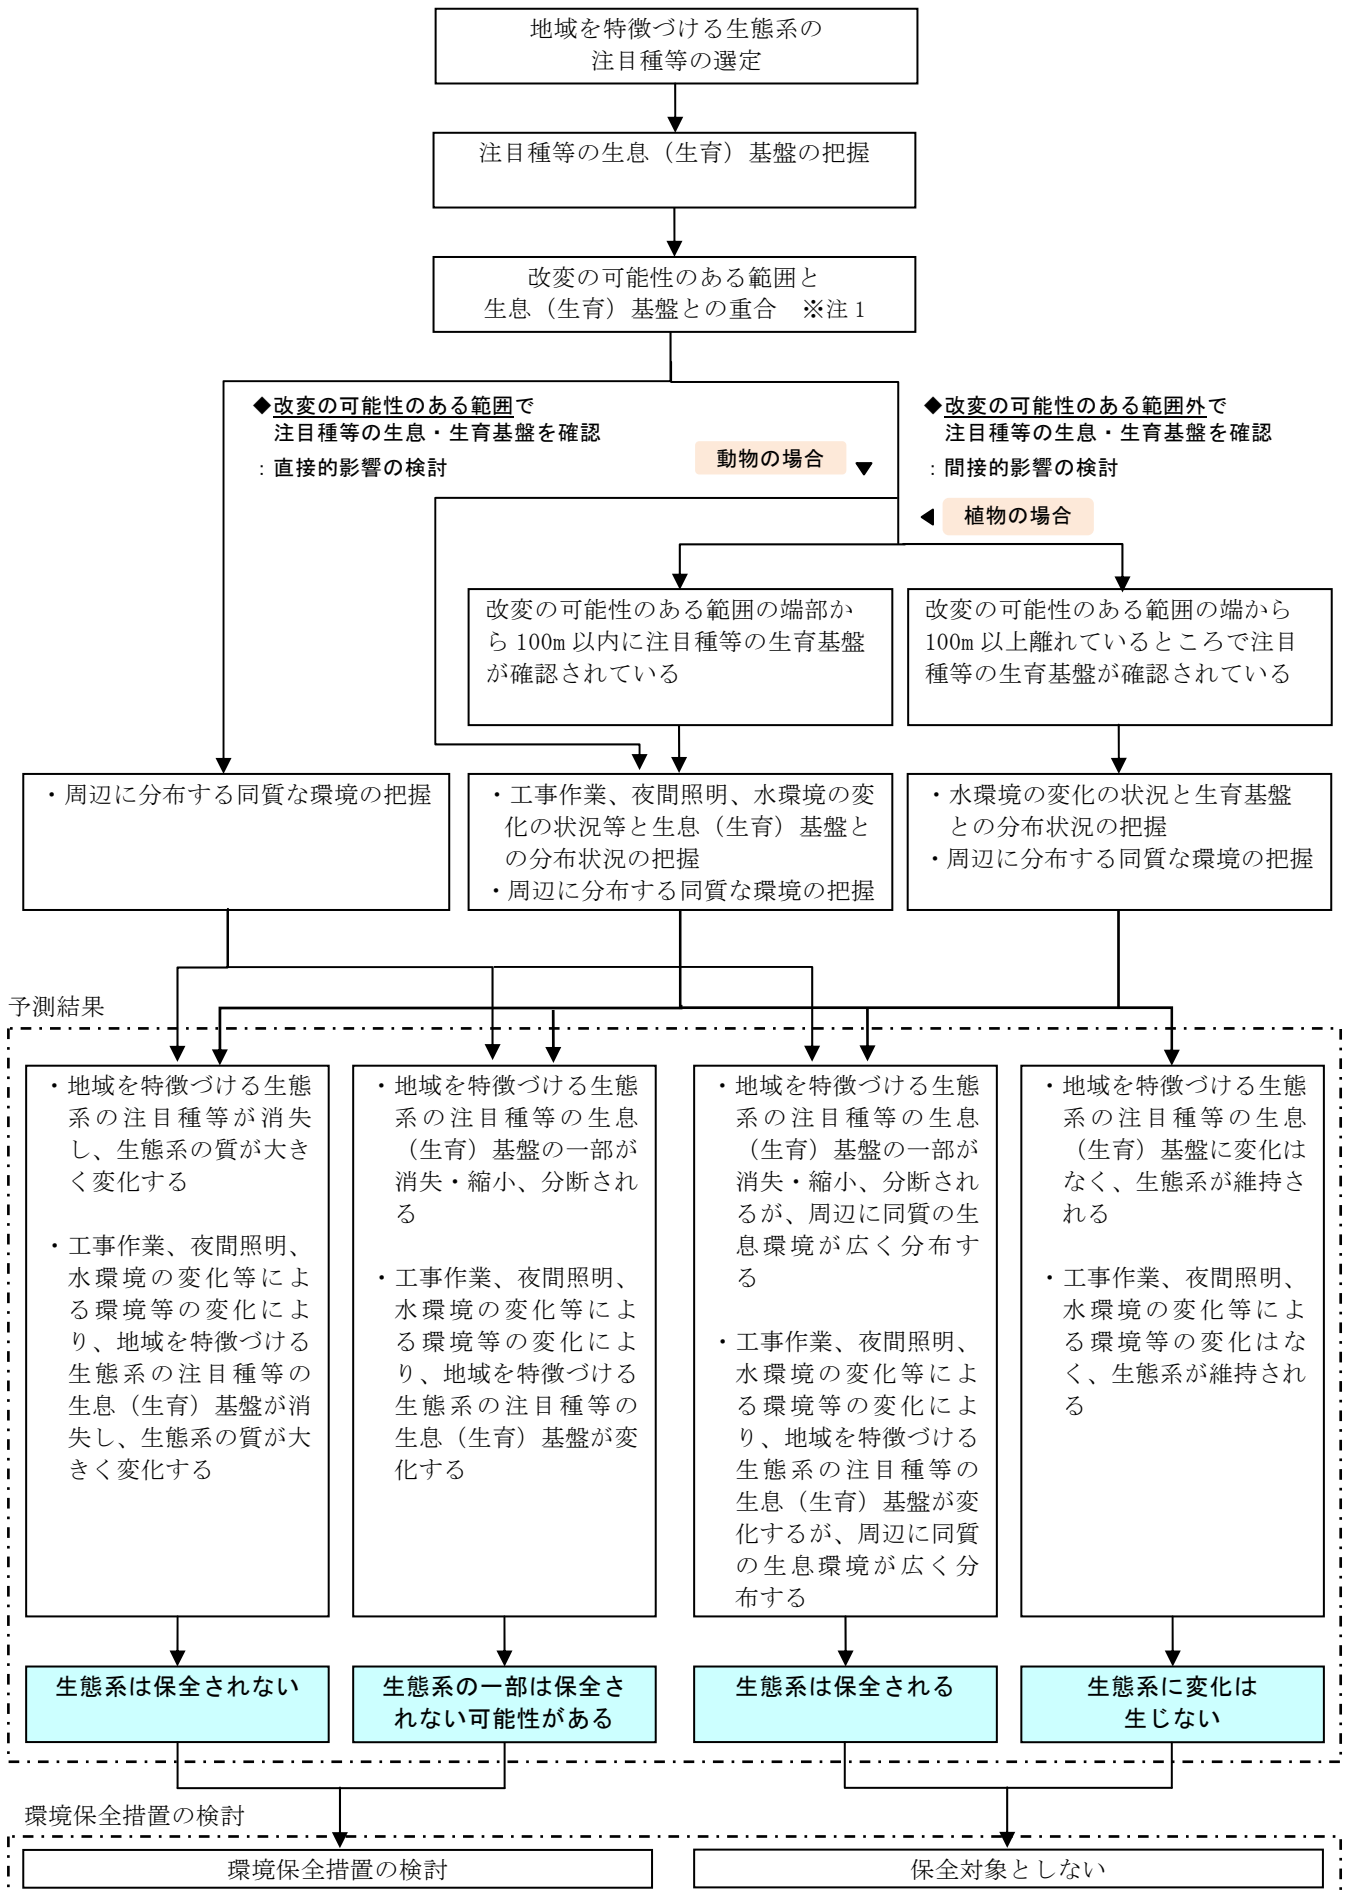 地域を特徴づける生態系の
注目種等の選定
注目種等の生息（生育）基盤の把握
改変の可能性のある範囲と
生息（生育）基盤との重合　※注1
◆改変の可能性のある範囲で
注目種等の生息・生育基盤を確認
：直接的影響の検討
動物の場合
◆改変の可能性のある範囲外で
注目種等の生息・生育基盤を確認
：間接的影響の検討
植物の場合
改変の可能性のある範囲の端部か
ら100m以内に注目種等の生育基盤
が確認されている
改変の可能性のある範囲の端から
100m以上離れているところで注目
種等の生育基盤が確認されている
・周辺に分布する同質な環境の把握
・工事作業、夜間照明、水環境の変
化の状況等と生息（生育）基盤と
の分布状況の把握
・周辺に分布する同質な環境の把握
・水環境の変化の状況と生育基盤
との分布状況の把握
・周辺に分布する同質な環境の把握
予測結果
・地域を特徴づける生態
系の注目種等が消失
し、生態系の質が大き
く変化する
・工事作業、夜間照明、
水環境の変化等によ
る環境等の変化によ
り、地域を特徴づける
生態系の注目種等の
生息（生育）基盤が消
失し、生態系の質が大
きく変化する
・地域を特徴づける生態
系の注目種等の生息
（生育）基盤の一部が
消失・縮小、分断され
る
・工事作業、夜間照明、
水環境の変化等によ
る環境等の変化によ
り、地域を特徴づける
生態系の注目種等の
生息（生育）基盤が変
化する
・地域を特徴づける生態
系の注目種等の生息
（生育）基盤の一部が
消失・縮小、分断され
るが、周辺に同質の生
息環境が広く分布す
る
・工事作業、夜間照明、
水環境の変化等によ
る環境等の変化によ
り、地域を特徴づける
生態系の注目種等の
生息（生育）基盤が変
化するが、周辺に同質
の生息環境が広く分
布する
・地域を特徴づける生態
系の注目種等の生息
（生育）基盤に変化は
なく、生態系が維持さ
れる
・工事作業、夜間照明、
水環境の変化等によ
る環境等の変化はな
く、生態系が維持され
る
生態系は保全されない
生態系の一部は保全さ
れない可能性がある
生態系は保全される
生態系に変化は
生じない
環境保全措置の検討
環境保全措置の検討
保全対象としない